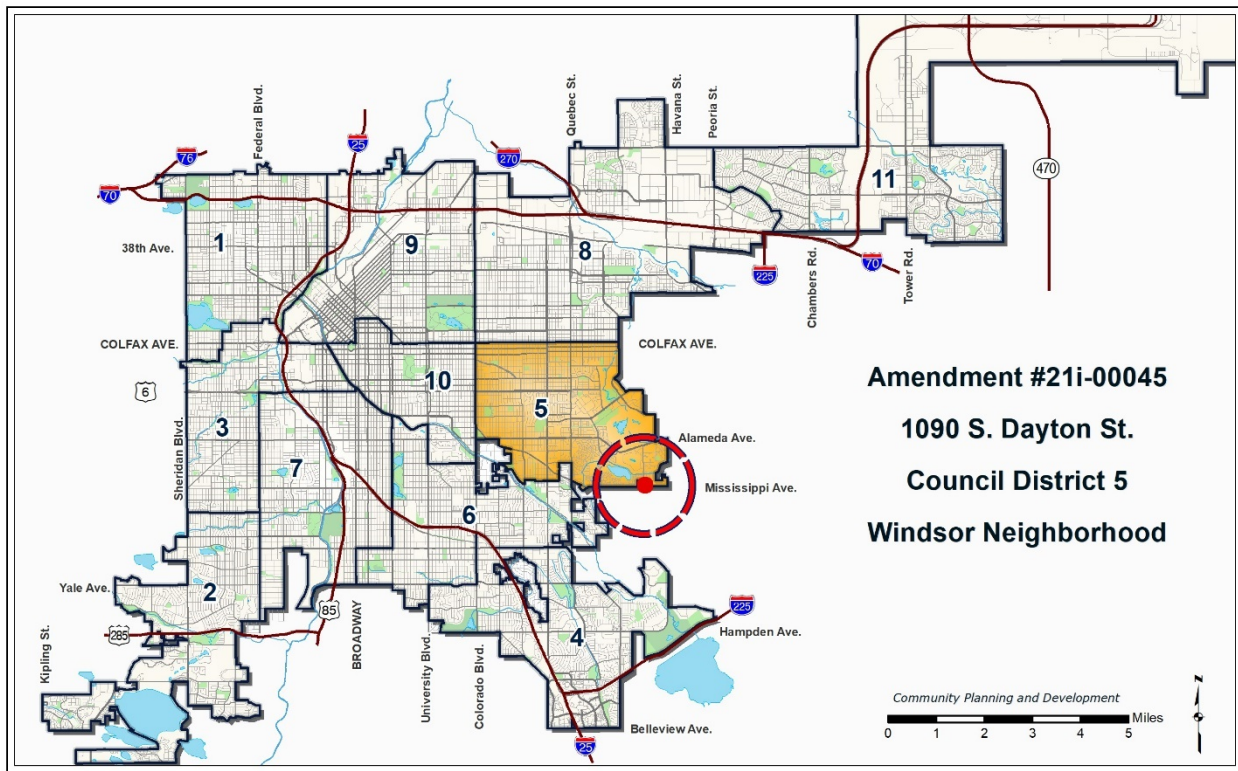 Federal Blvd.
Quebec St.
Havana St.
Peoria St.
76
25
270
70
470
11
1
9
8
38th Ave.
225
70
Chambers Rd.
Tower Rd.
COLFAX AVE.
COLFAX AVE.
6
10
5
3
Sheridan Blvd.
7
Alameda Ave.
Mississippi Ave.
6
Amendment #21i-00045
1090 S. Dayton St.
Council District 5
Windsor Neighborhood
Yale Ave.
2
85
285
BROADWAY
University Blvd.
Colorado Blvd.
4
225
Hampden Ave.
Kipling St.
25
Belleview Ave.
Community Planning and Development
Miles
0 1 2 3 4 5
N